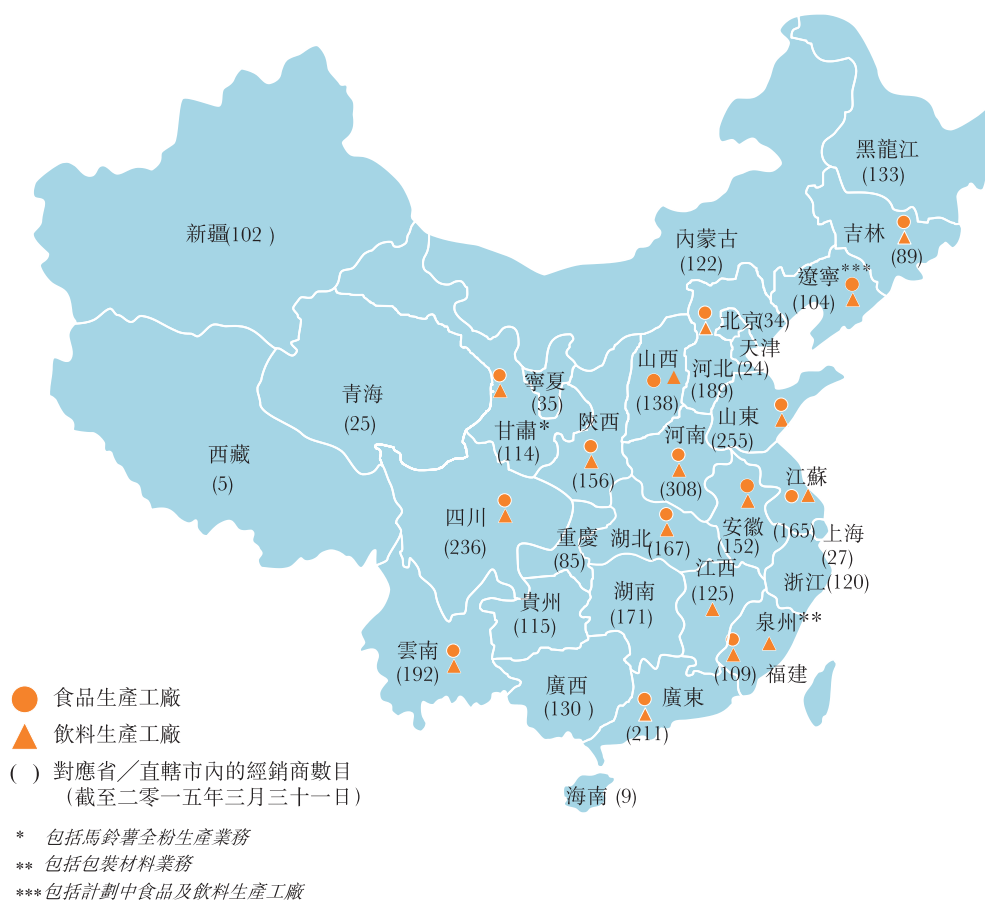 黑龍江
(133)
吉林
(89)
新疆(102 )
內蒙古
(122)
遼寧***
(104)
北京(34)
天津
(24)
山西
(138)
河北
(189)
寧夏
(35)
青海
(25)
甘肅*
(114)
陝西
(156)
山東
(255)
河南
(308)
西藏
(5)
江蘇
(165)
四川
(236)
重慶
(85)
湖北(167)
安徽
(152)
上海
(27)
江西
(125)
浙江(120)
湖南
(171)
貴州
(115)
泉州**
雲南
(192)
(109)
福建
廣西
(130 )
廣東
(211)
海南 (9)
食品生產工廠
飲料生產工廠
( ) 對應省／直轄市內的經銷商數目
（截至二零一五年三月三十一日）
* 包括馬鈴薯全粉生產業務
** 包括包裝材料業務
***包括計劃中食品及飲料生產工廠